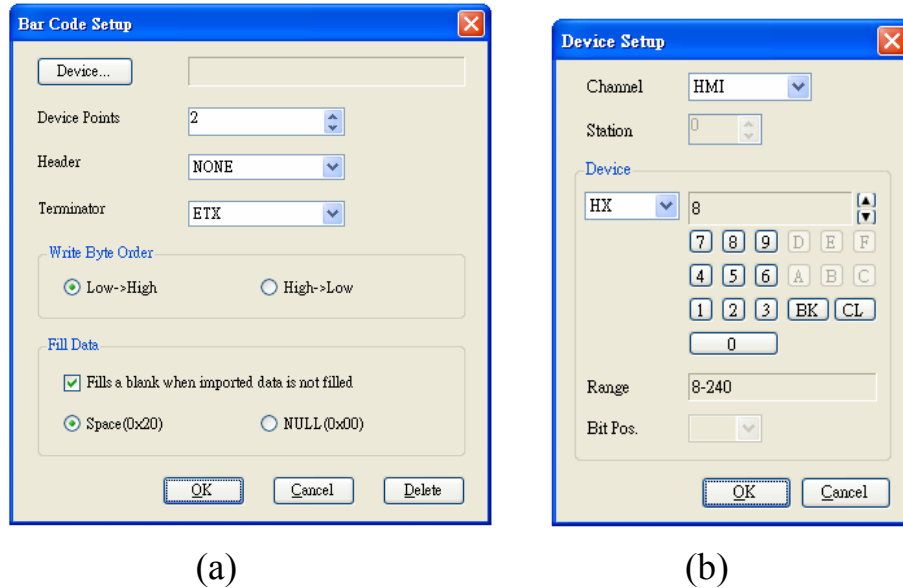 Bar Code Setup
Device...
Device Points 2
Header NONE
Terminator ETX
Write Byte Order
Low->High High->Low
Fill Data
Fills a blank when imported data is not filled
Space(0x20) NULL(0x00)
OK Cancel Delete
(a)
Device Setup
Channel HMI
Station 0
Device
HX 8
7 8 9 D E F
4 5 6 A B C
1 2 3 BK CL
0
Range 8-240
Bit Pos.
OK Cancel
(b)